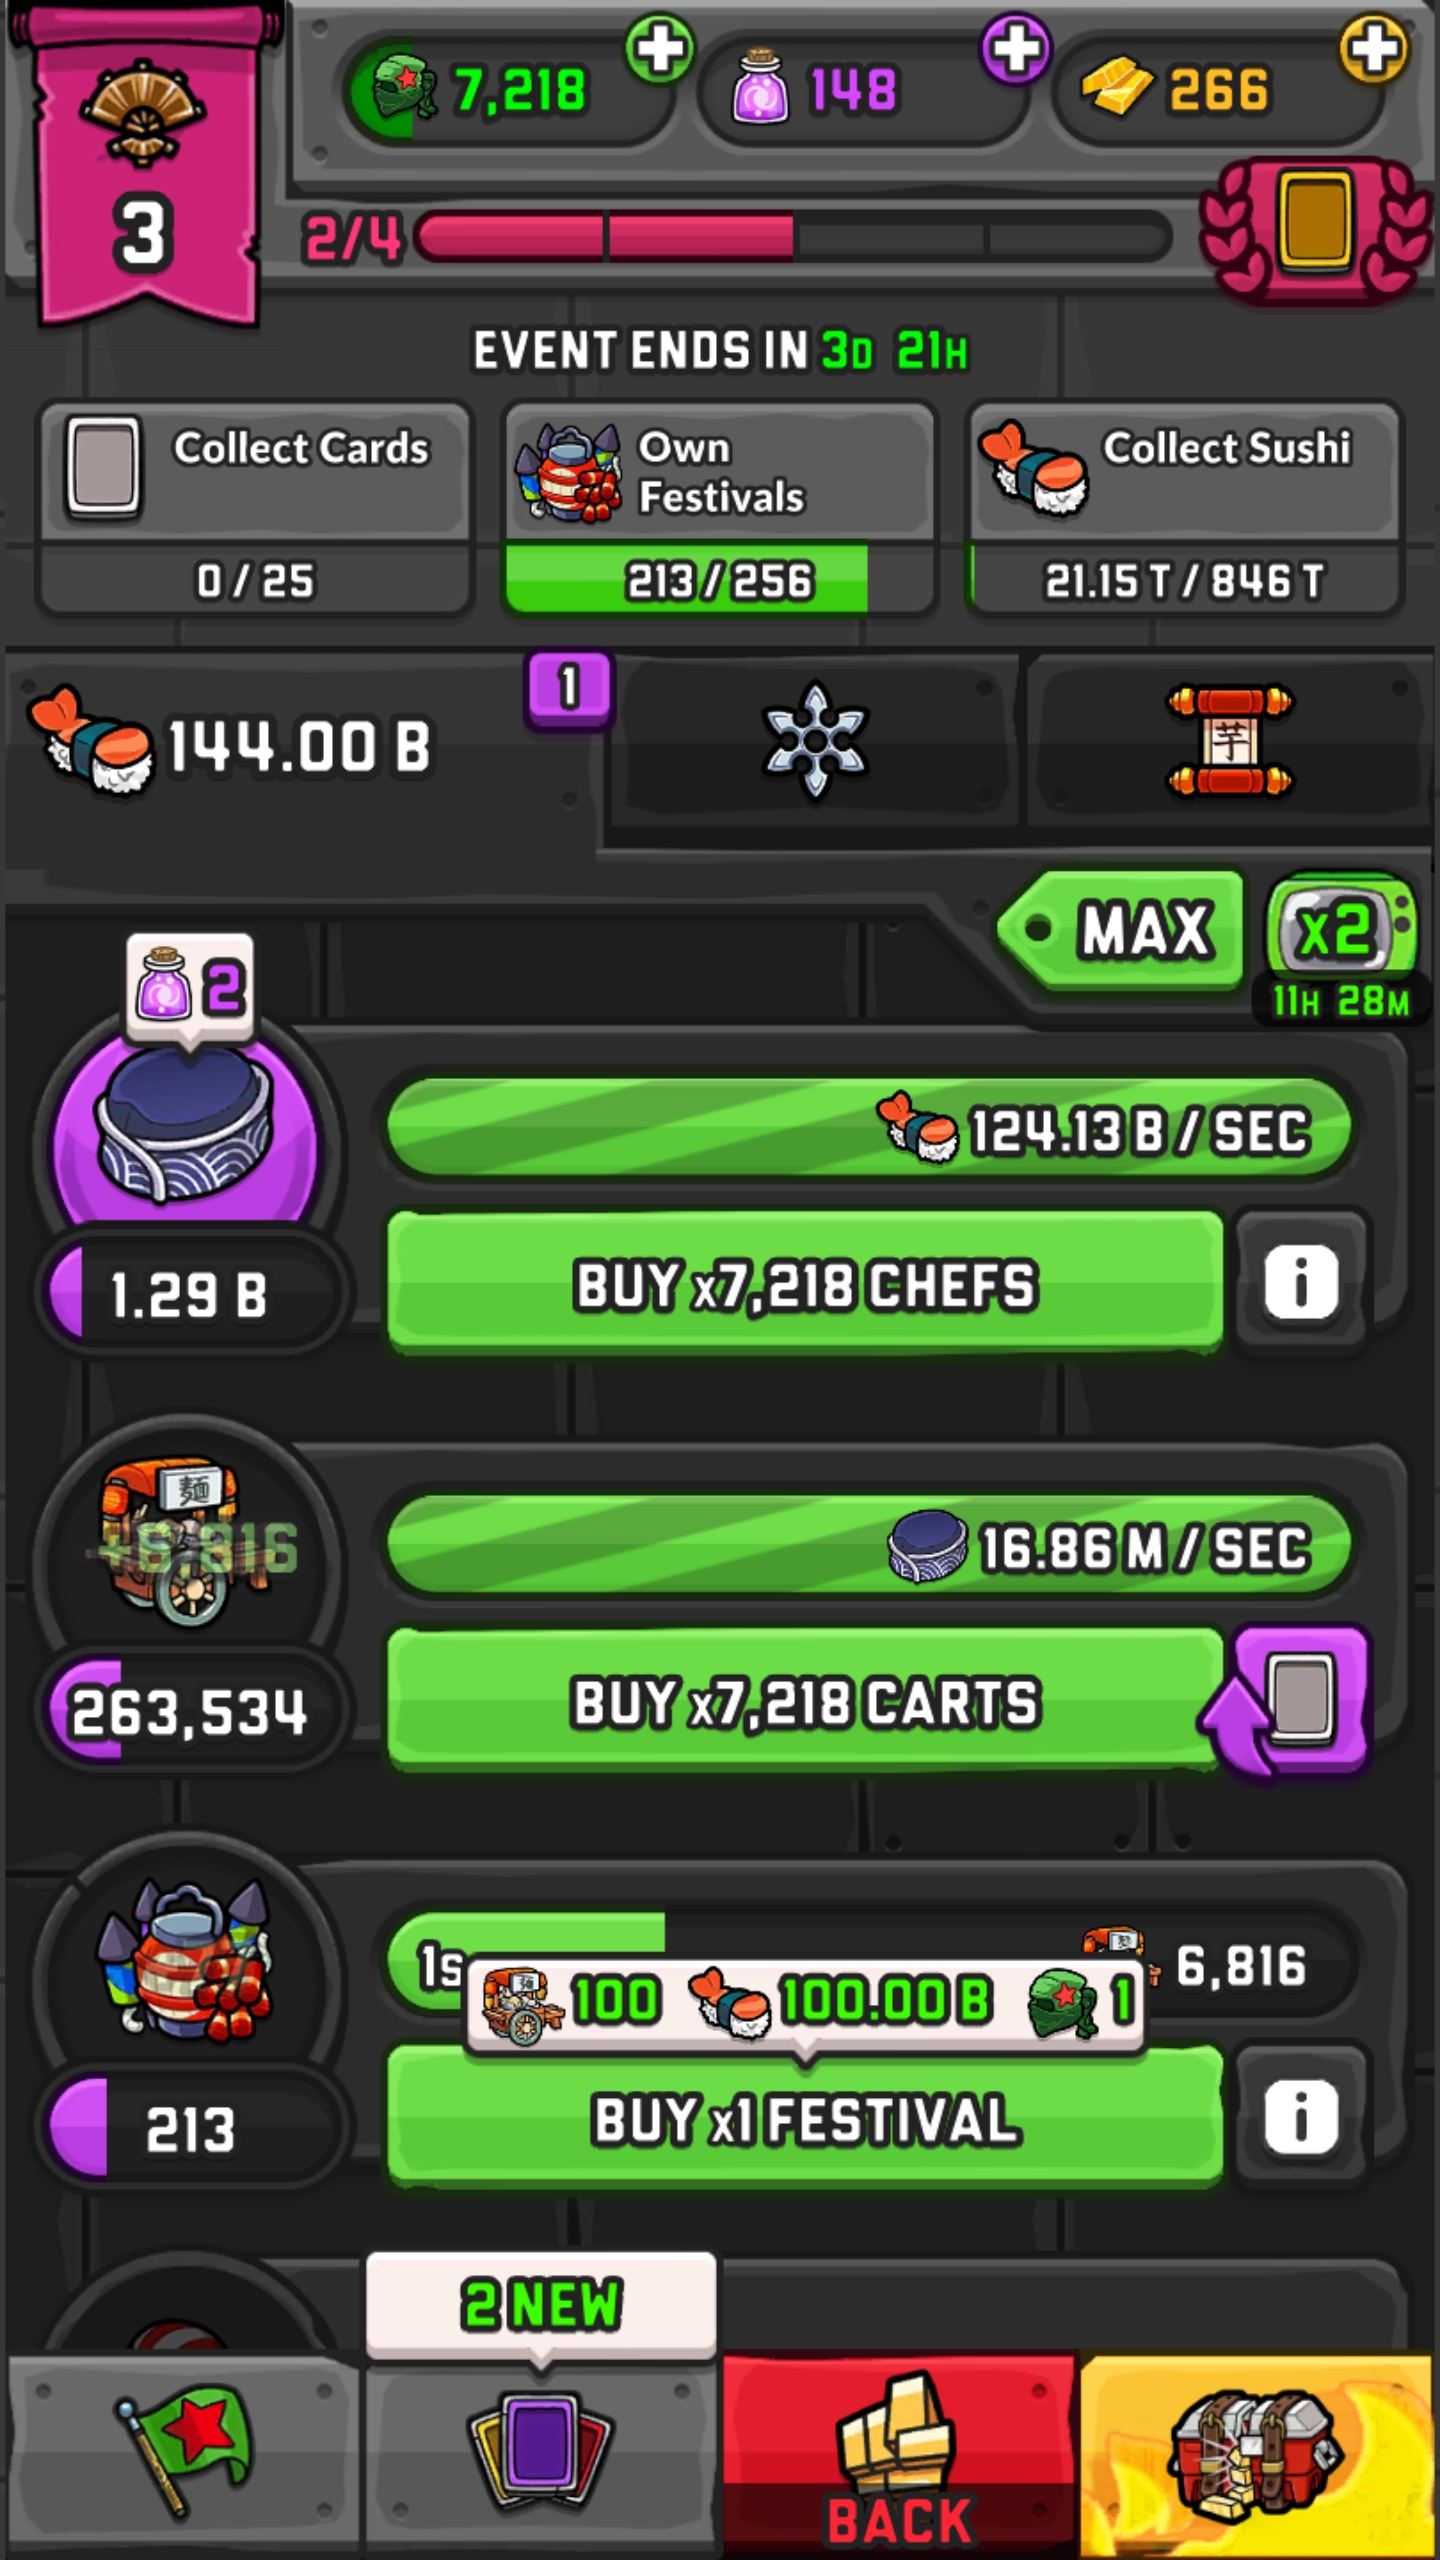 7,218
148
266
3
2/4
EVENT ENDS IN 3D 21H
Collect Cards
0 / 25
Own
Festivals
213 / 256
Collect Sushi
21.15 T / 846 T
144.00 B
1
芋
MAX
x2
11H 28M
2
124.13 B / SEC
1.29 B
BUY x7,218 CHEFS
i
麺
+6,816
16.86 M / SEC
263,534
BUY x7,218 CARTS
1s
6,816
100
100.00 B
1
213
BUY x1 FESTIVAL
i
2 NEW
BACK